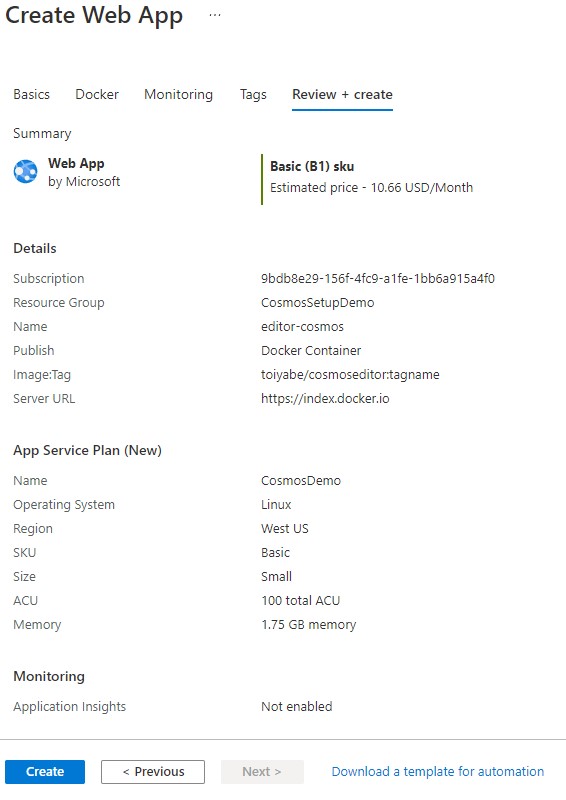 Create Web App ...
Basics Docker Monitoring Tags Review + create
Summary
Web App
by Microsoft
Basic (B1) sku
Estimated price - 10.66 USD/Month
Details
Subscription 9bdb8e29-156f-4fc9-a1fe-1bb6a915a4f0
Resource Group CosmosSetupDemo
Name editor-cosmos
Publish Docker Container
Image:Tag toiyabe/cosmoseditor:tagname
Server URL https://index.docker.io
App Service Plan (New)
Name CosmosDemo
Operating System Linux
Region West US
SKU Basic
Size Small
ACU 100 total ACU
Memory 1.75 GB memory
Monitoring
Application Insights Not enabled
Create < Previous Next > Download a template for automation